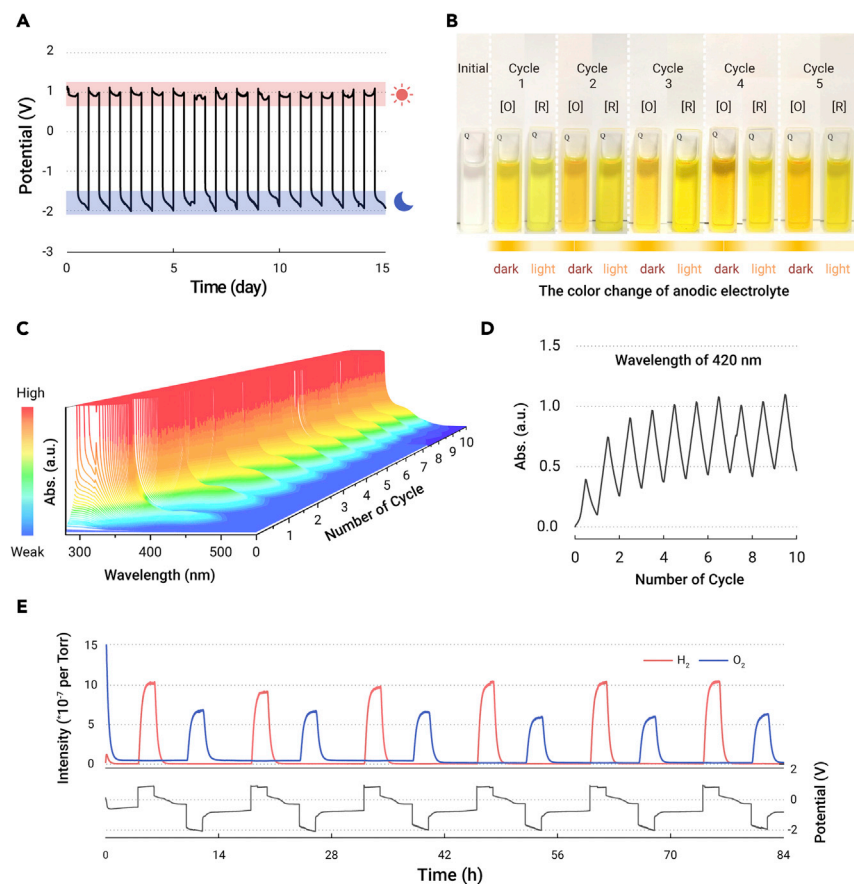 A
2
1
0
-1
-2
-3
Potential (V)
0 5 10 15
Time (day)
B
Initial Cycle 1 Cycle 2 Cycle 3 Cycle 4 Cycle 5
[O] [R] [O] [R] [O] [R] [O] [R] [O] [R]
Q Q Q Q Q Q Q Q Q Q Q
dark light dark light dark light dark light dark light
The color change of anodic electrolyte
C
High
Weak
Abs. (a.u.)
300 400 500
Wavelength (nm)
0 1 2 3 4 5 6 7 8 9 10
Number of Cycle
D
Wavelength of 420 nm
1.5
1.0
0.5
0.0
Abs. (a.u.)
0 2 4 6 8 10
Number of Cycle
E
15
10
5
0
Intensity (*10⁻⁷ per Torr)
H₂ O₂
2
0
-2
Potential (V)
0 14 28 42 56 70 84
Time (h)